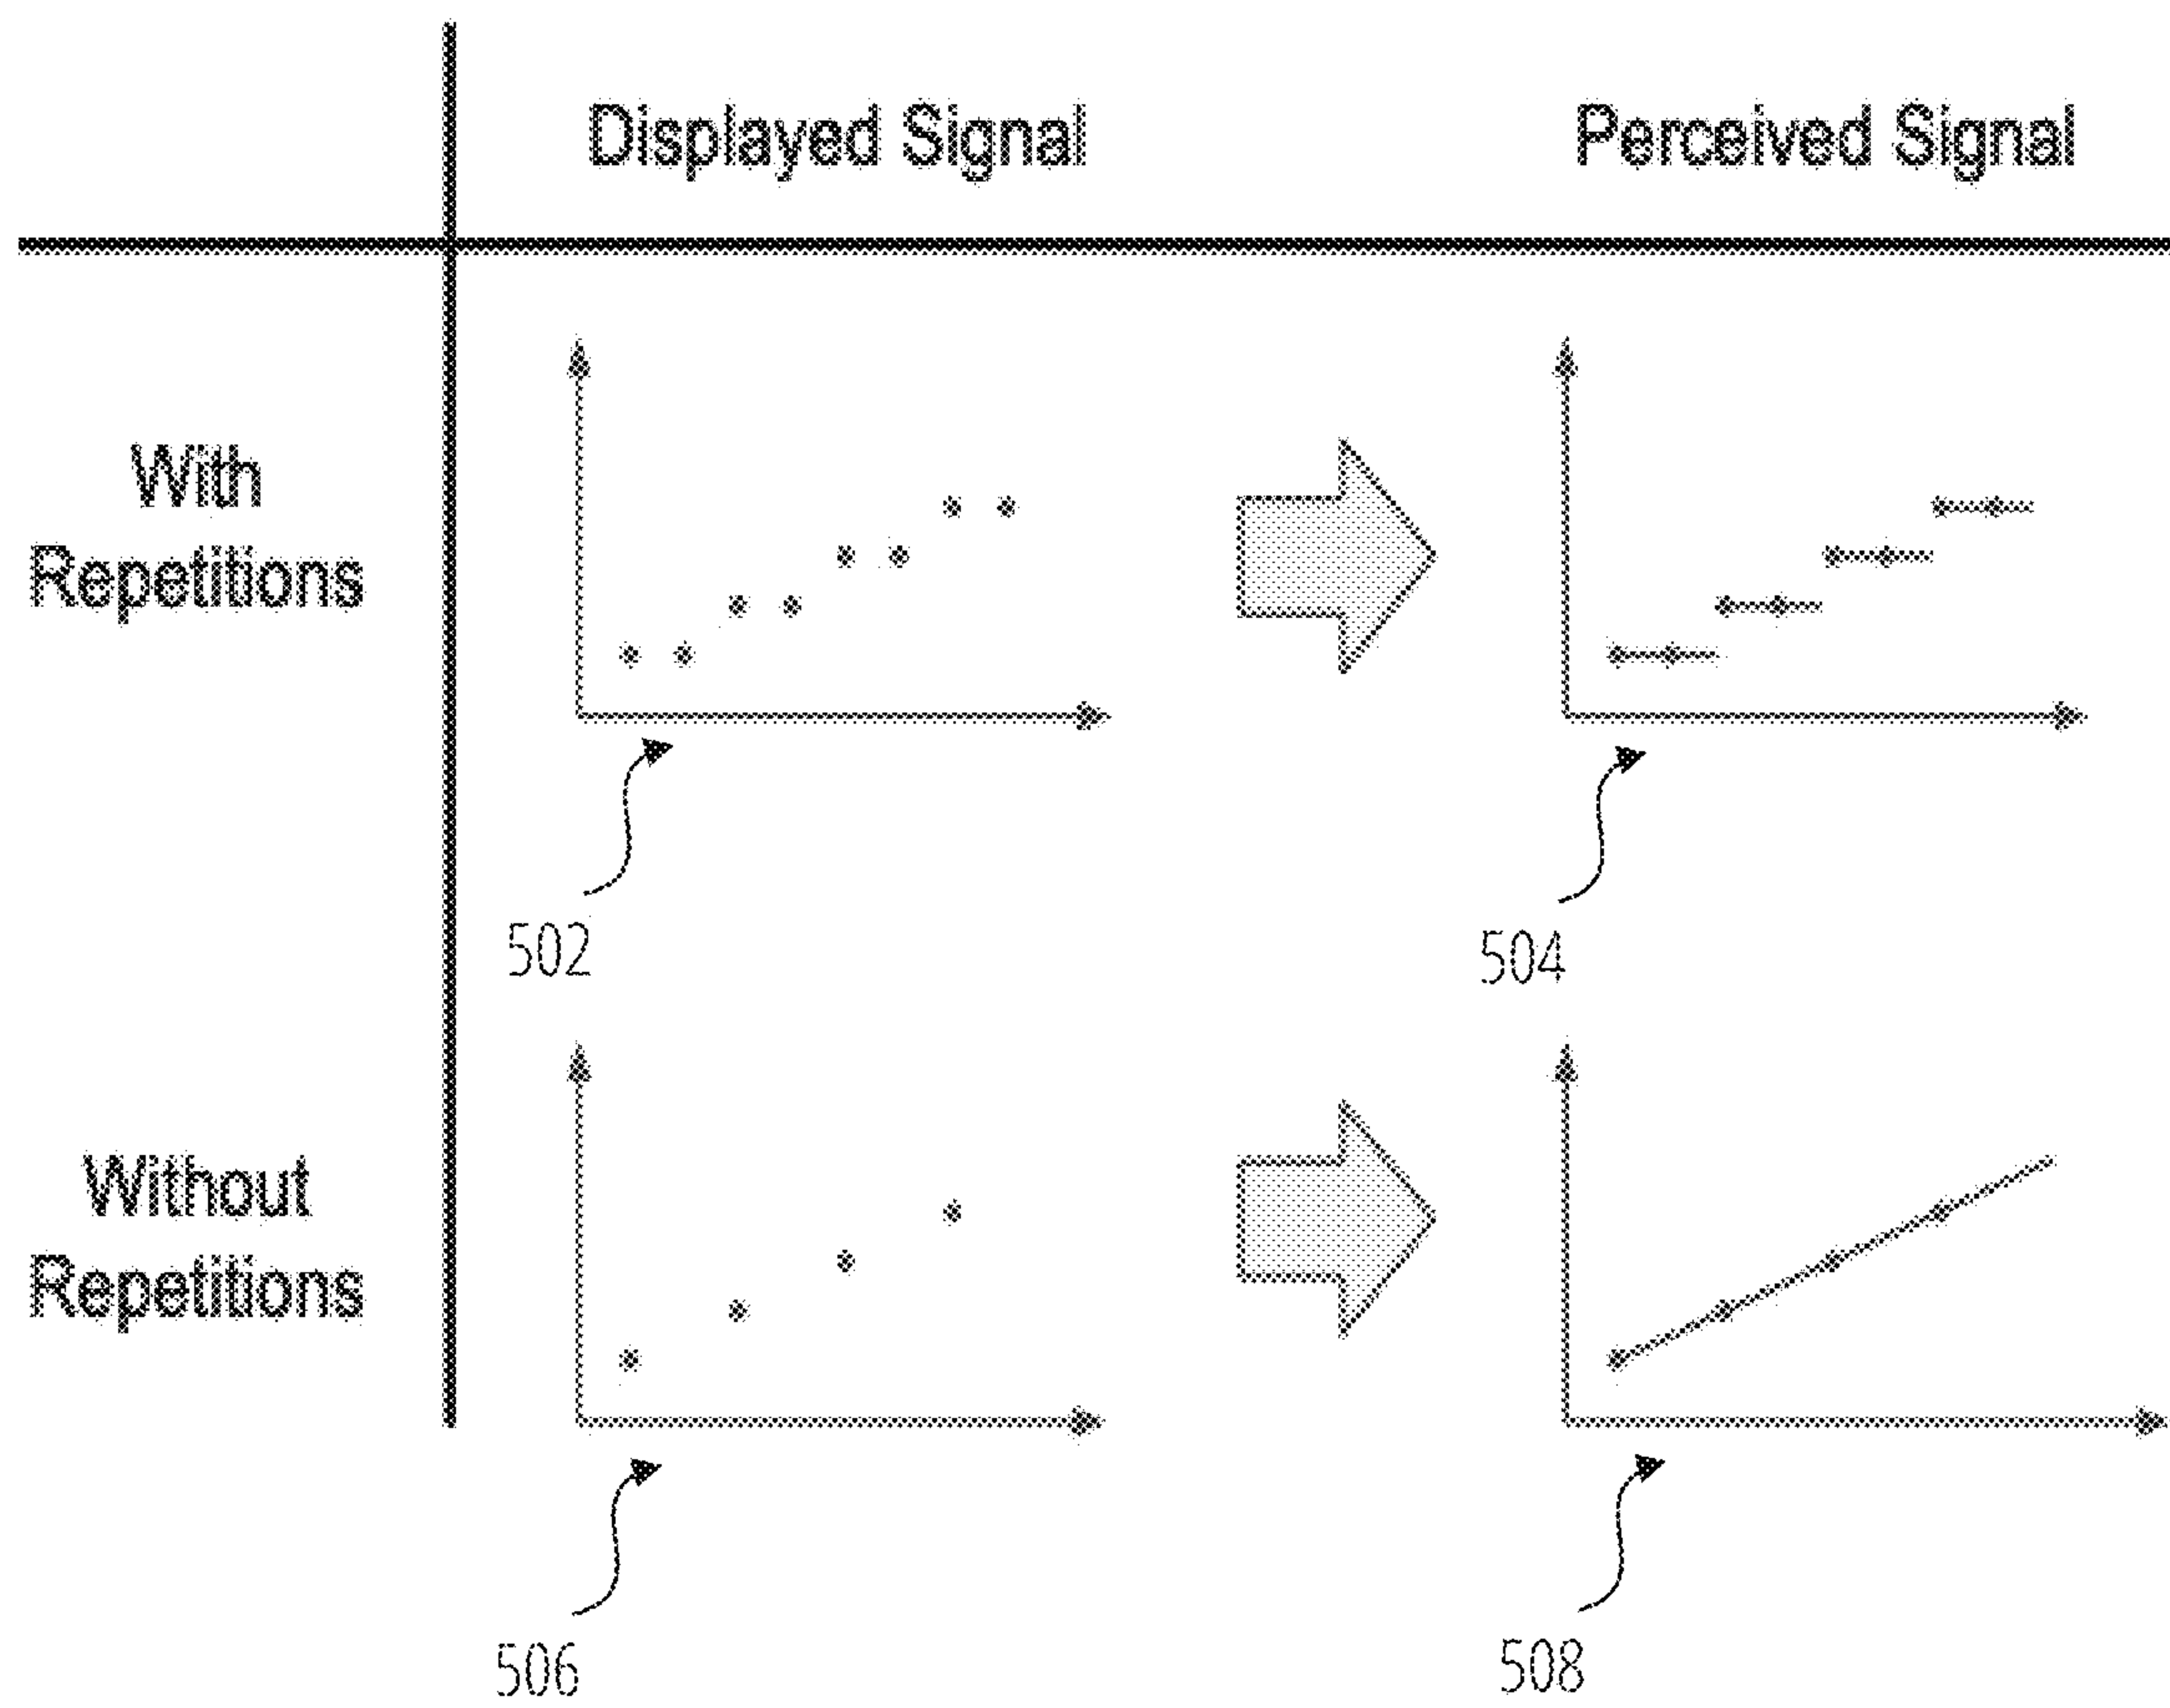 Displayed Signal
Perceived Signal
With
Repetitions
502
504
Without
Repetitions
506
508